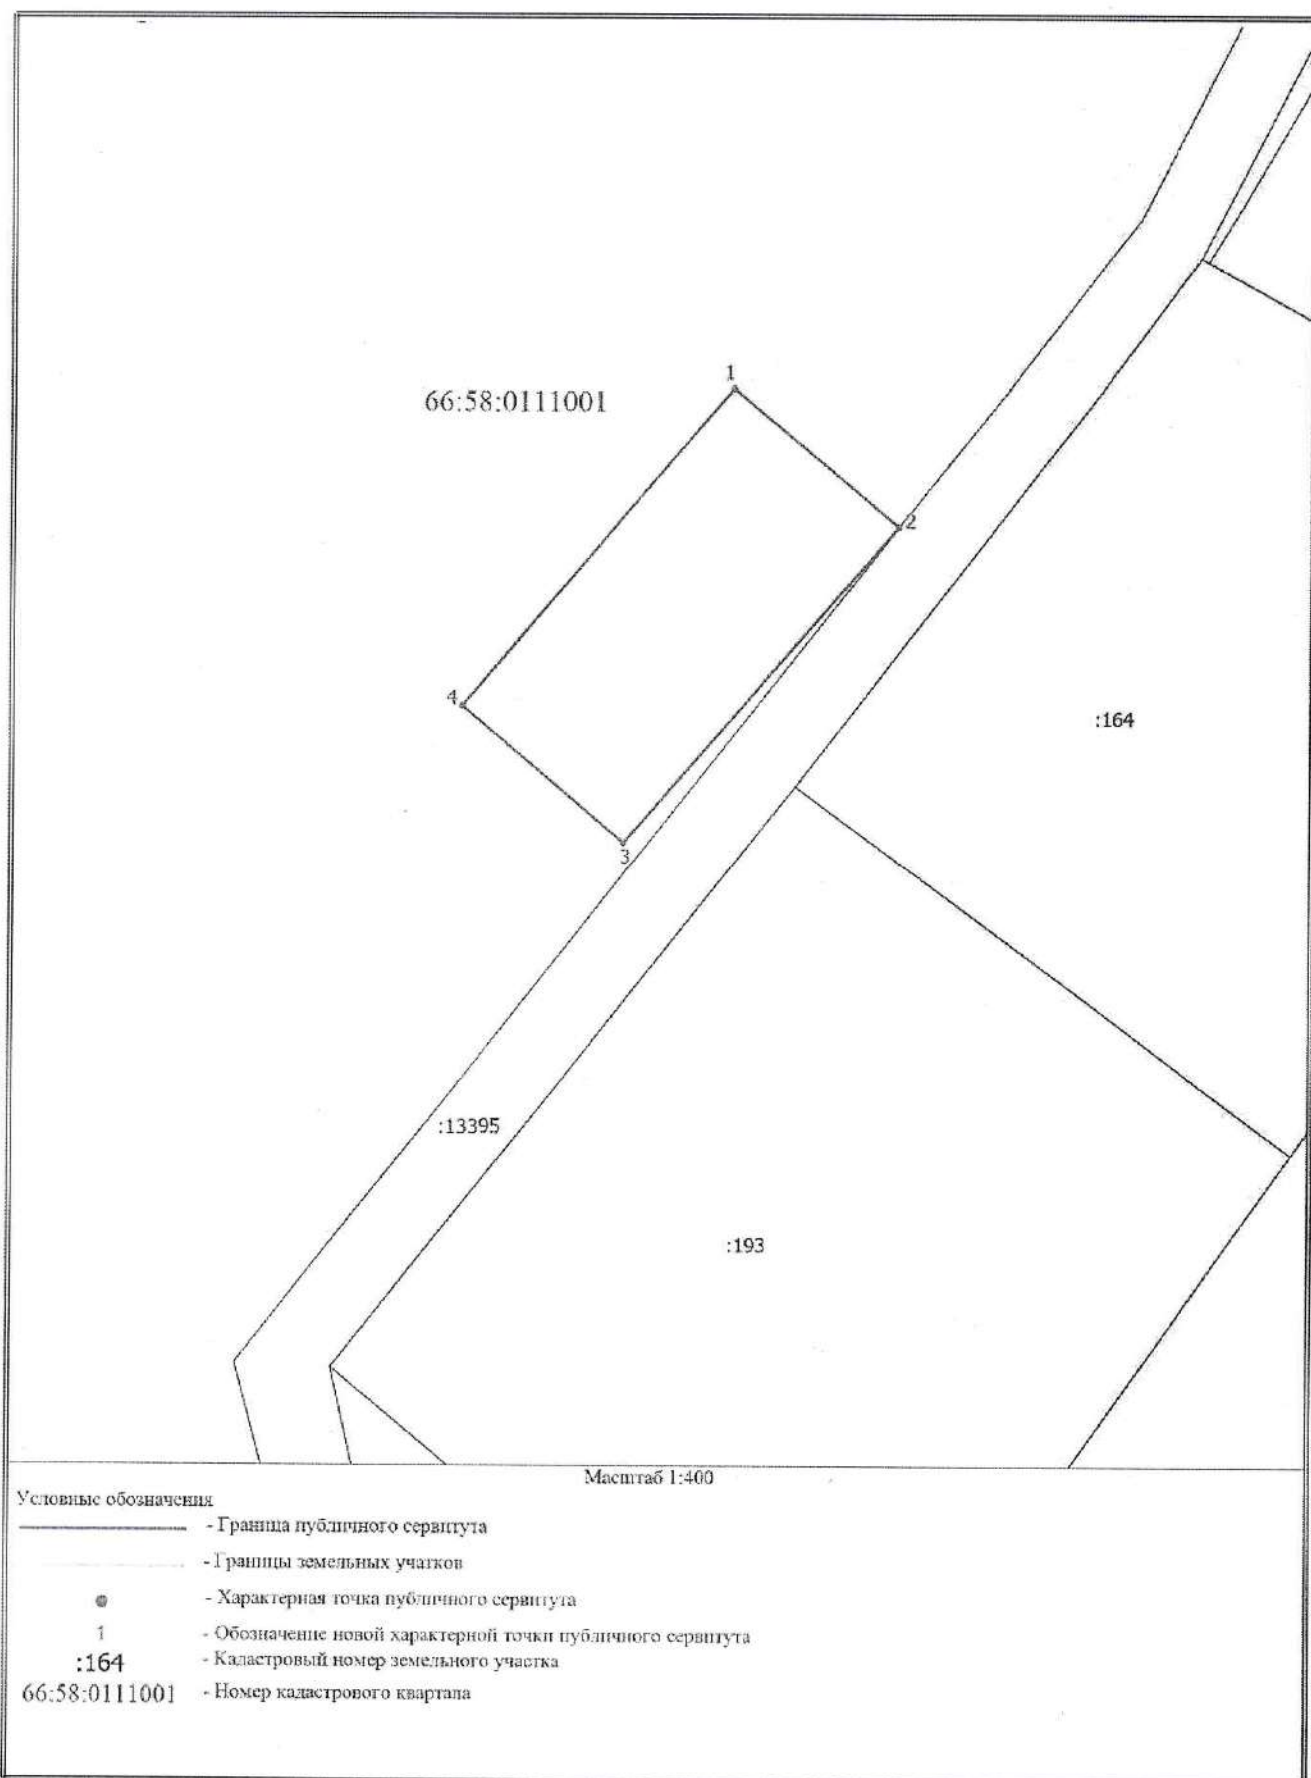 1
66:58:0111001
2
4
:164
3
:13395
:193
Масштаб 1:400
Условные обозначения
- Граница публичного сервитута
- Границы земельных учатков
- Характерная точка публичного сервитута
1 - Обозначение новой характерной точки публичного сервитута
:164 - Кадастровый номер земельного участка
66:58:0111001 - Номер кадастрового квартала